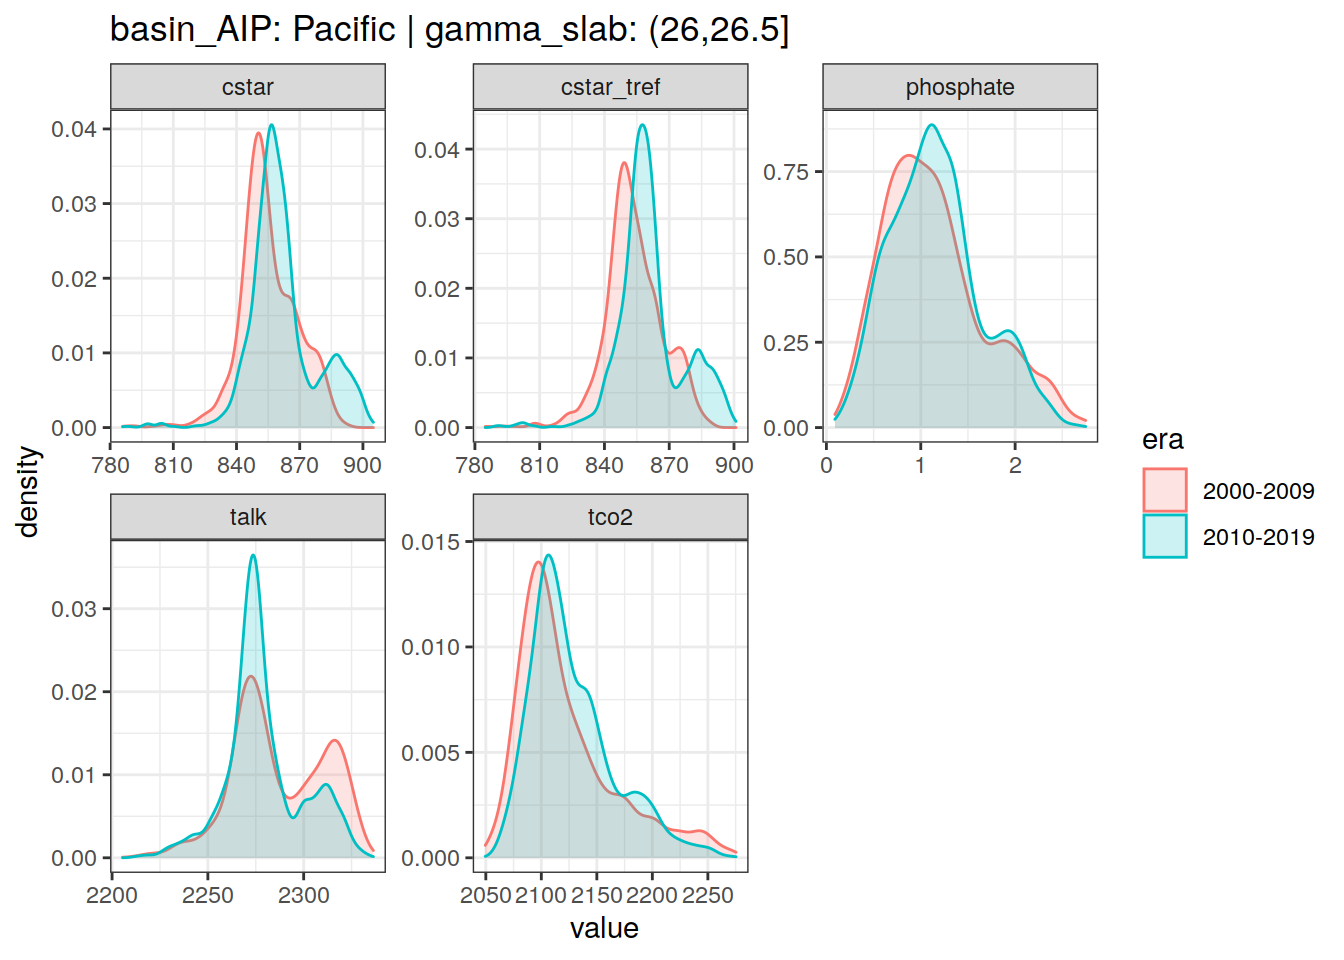 basin_AIP: Pacific | gamma_slab: (26,26.5]
cstar
cstar_tref
phosphate
0.04
0.03
0.02
0.01
0.00
780 810 840 870 900
0.04
0.03
0.02
0.01
0.00
780 810 840 870 900
0.75
0.50
0.25
0.00
0 1 2
talk
tco2
0.03
0.02
0.01
0.00
2200 2250 2300
0.015
0.010
0.005
0.000
2050 2100 2150 2200 2250
density
value
era
2000-2009
2010-2019